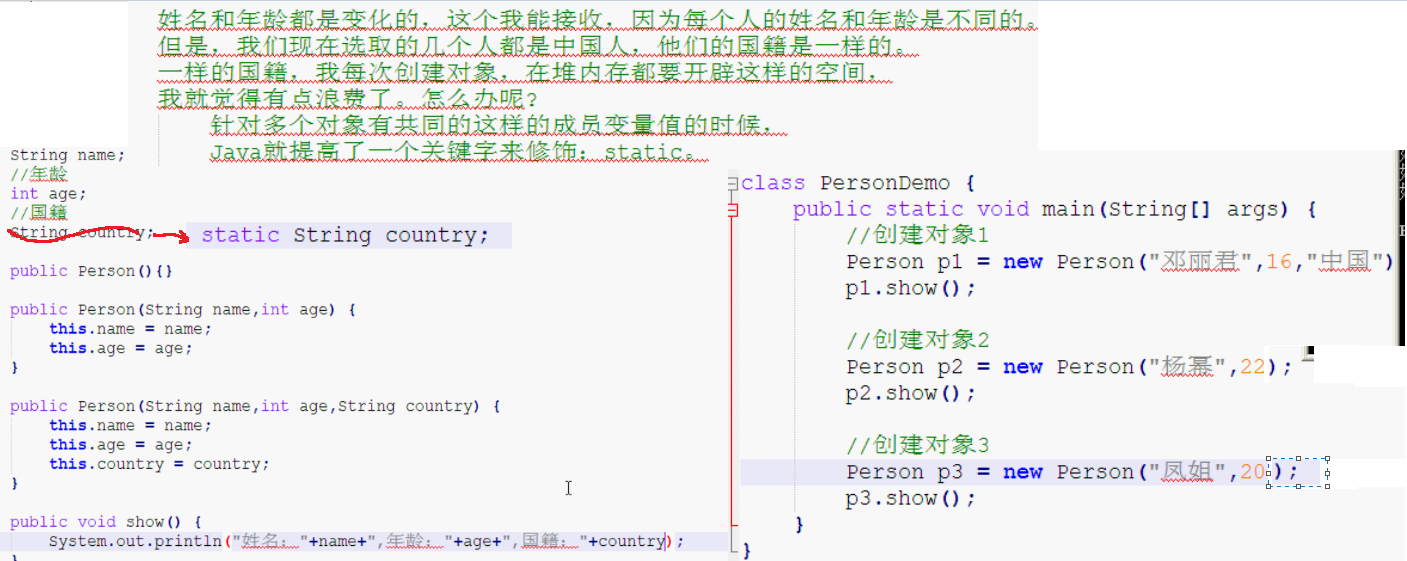 姓名和年龄都是变化的，这个我能接收，因为每个人的姓名和年龄是不同的。
但是，我们现在选取的几个人都是中国人，他们的国籍是一样的。
一样的国籍，我每次创建对象，在堆内存都要开辟这样的空间，
我就觉得有点浪费了。怎么办呢?
针对多个对象有共同的这样的成员变量值的时候，
Java就提高了一个关键字来修饰：static。
String name;
//年龄
int age;
//国籍
String country;
static String country;
public Person(){}
public Person(String name,int age) {
this.name = name;
this.age = age;
}
public Person(String name,int age,String country) {
this.name = name;
this.age = age;
this.country = country;
}
public void show() {
System.out.println("姓名："+name+",年龄："+age+",国籍："+country);
class PersonDemo {
public static void main(String[] args) {
//创建对象1
Person p1 = new Person("邓丽君",16,"中国")
p1.show();
//创建对象2
Person p2 = new Person("杨幂",22);
p2.show();
//创建对象3
Person p3 = new Person("凤姐",20);
p3.show();
}
}